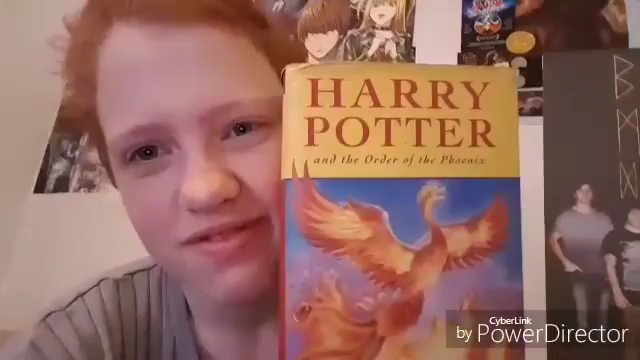 HARRY
POTTER
and the Order of the Phoenix
CyberLink
by PowerDirector